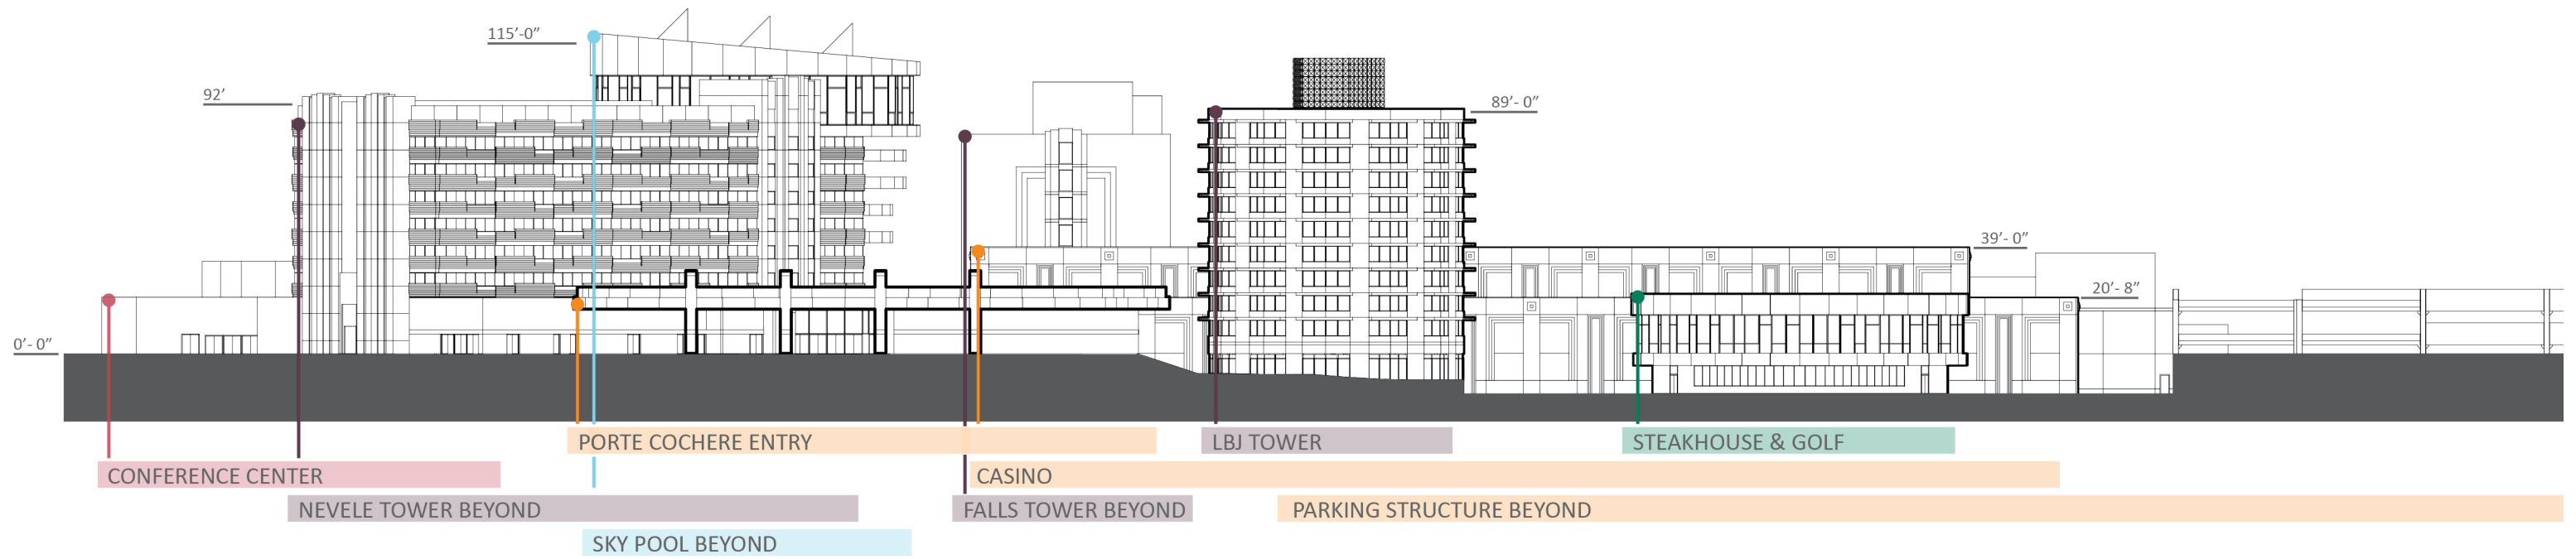 115’-0”
92’
89’- 0”
39’- 0”
20’- 8”
0’- 0”
PORTE COCHERE ENTRY
LBJ TOWER
STEAKHOUSE & GOLF
CONFERENCE CENTER
CASINO
NEVELE TOWER BEYOND
FALLS TOWER BEYOND
PARKING STRUCTURE BEYOND
SKY POOL BEYOND